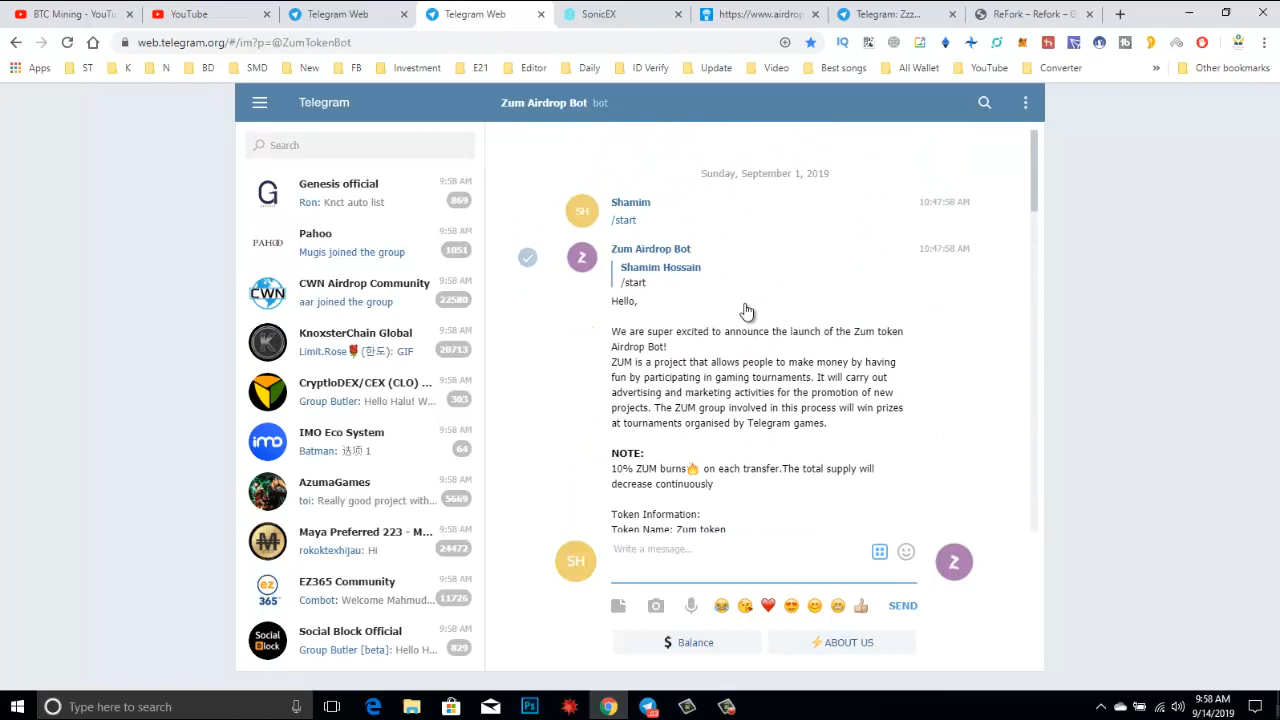 BTC Mining - YouTu
YouTube
Telegram Web
Telegram Web
SonicEX
https://www.airdrop
Telegram: Zzz...
ReFork – Refork – G
web.telegram.org/#/im?p=@ZumTokenBot
Apps ST K N BD SMD New FB Investment E21 Editor Daily ID Verify Update Video Best songs All Wallet YouTube Converter » Other bookmarks
Telegram
Zum Airdrop Bot bot
Search
Genesis official 9:58 AM
Ron: Knct auto list 869
Pahoo 9:58 AM
PAHOO
Mugis joined the group 1051
CWN Airdrop Community 9:58 AM
CWN
aar joined the group 22580
KnoxsterChain Global 9:58 AM
Limit.Rose🌹(한도): GIF 20713
CryptloDEX/CEX (CLO) ... 9:58 AM
Group Butler: Hello Halu! W... 303
IMO Eco System 9:58 AM
imo
Batman: 选项 1 64
AzumaGames 9:58 AM
toi: Really good project with... 5669
Maya Preferred 223 - M... 9:58 AM
rokoktexhijau: Hi 24472
EZ365 Community 9:58 AM
ez
365
Combot: Welcome Mahmud... 11726
Social Block Official 9:58 AM
Social
Block
Group Butler [beta]: Hello H... 829
Sunday, September 1, 2019
SH
Shamim 10:47:58 AM
/start
Z
Zum Airdrop Bot 10:47:58 AM
Shamim Hossain
/start
Hello,
We are super excited to announce the launch of the Zum token
Airdrop Bot!
ZUM is a project that allows people to make money by having
fun by participating in gaming tournaments. It will carry out
advertising and marketing activities for the promotion of new
projects. The ZUM group involved in this process will win prizes
at tournaments organised by Telegram games.
NOTE:
10% ZUM burns🔥 on each transfer.The total supply will
decrease continuously
Token Information:
Token Name: Zum token
SH
Write a message...
Z
SEND
$ Balance
⚡ABOUT US
Type here to search
9:58 AM
9/14/2019